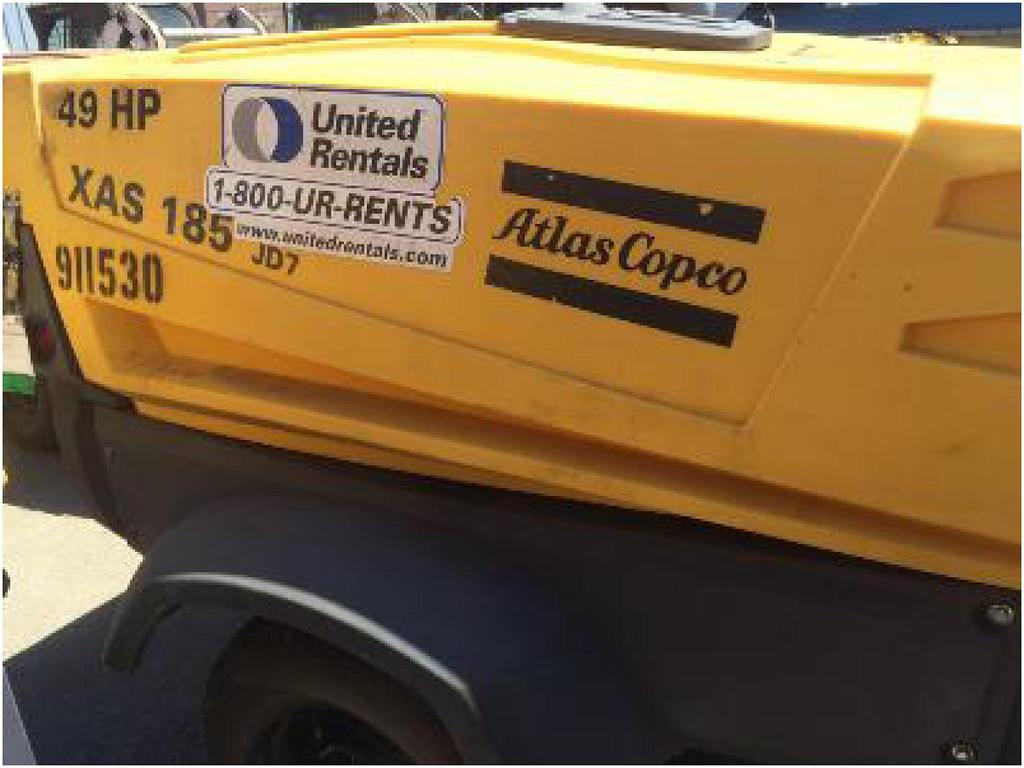 49 HP
XAS 185
JD7
911530
United
Rentals
1-800-UR-RENTS
www.unitedrentals.com
Atlas Copco